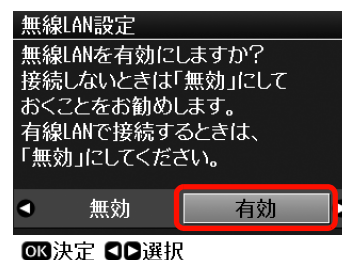 無線LAN設定
無線LANを有効にしますか?
接続しないときは「無効」にして
おくことをお勧めします。
有線LANで接続するときは、
「無効」にしてください。
無効 有効
OK決定 選択